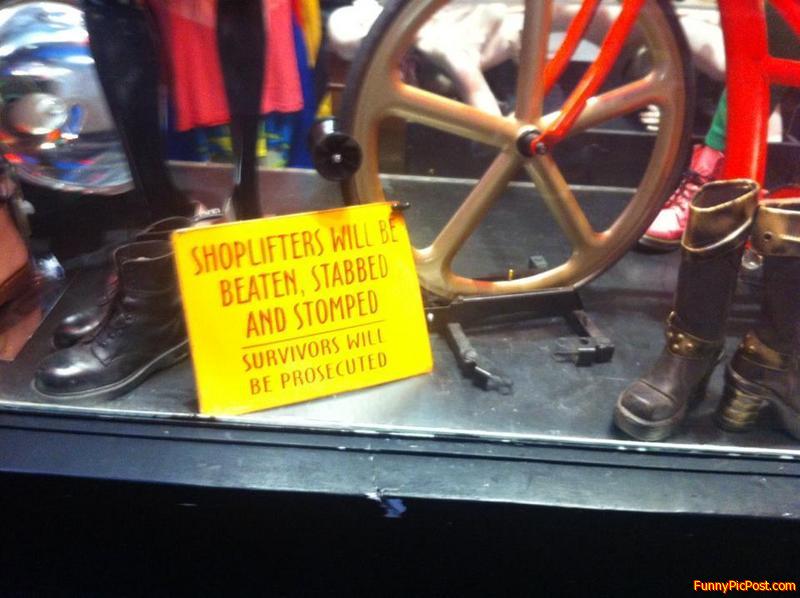 SHOPLIFTERS WILL BE
BEATEN, STABBED
AND STOMPED
SURVIVORS WILL
BE PROSECUTED
FunnyPicPost.com